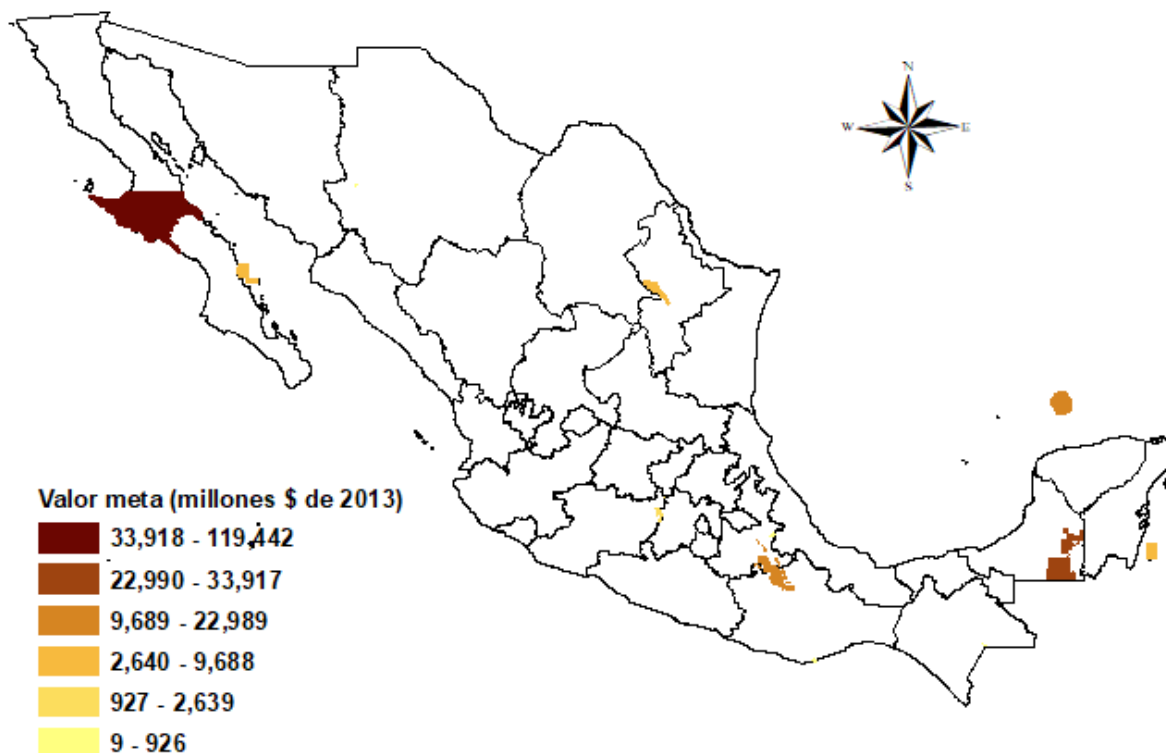 N
W E
S
Valor meta (millones $ de 2013)
33,918 - 119,442
22,990 - 33,917
9,689 - 22,989
2,640 - 9,688
927 - 2,639
9 - 926